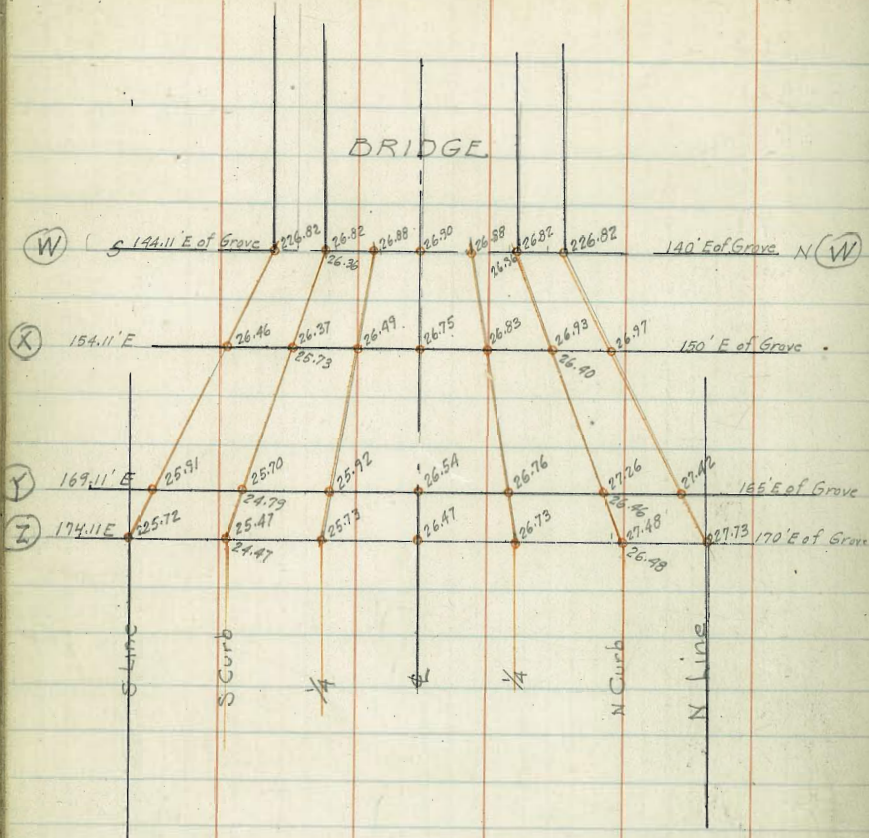 BRIDGE
W S 144.11' E of Grove 226.82 26.82 26.88 26.90 26.88 26.82 226.82 140' E of Grove N W
26.36 26.36
X 154.11' E 26.46 26.37 26.49 26.75 26.83 26.93 26.97 150' E of Grove
25.73 26.40
Y 169.11' E 25.91 25.70 25.92 26.54 26.76 27.26 27.42 165' E of Grove
24.79 26.46
Z 174.11 E 225.72 25.47 25.73 26.47 26.73 27.48 227.73 170' E of Grove
24.47 26.48
S Line S Curb 1/4 ℄ 1/4 N Curb N Line